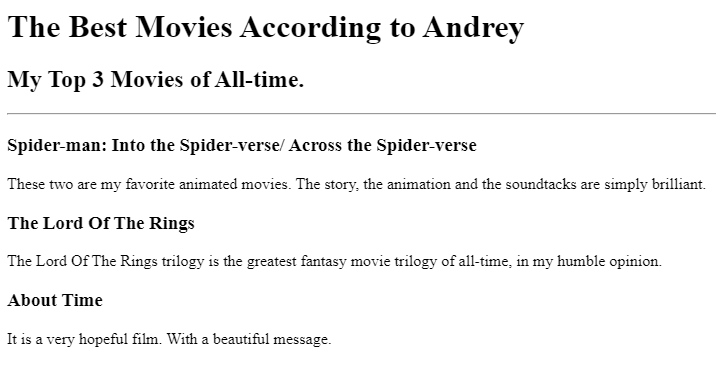 The Best Movies According to Andrey
My Top 3 Movies of All-time.
Spider-man: Into the Spider-verse/ Across the Spider-verse
These two are my favorite animated movies. The story, the animation and the soundtacks are simply brilliant.
The Lord Of The Rings
The Lord Of The Rings trilogy is the greatest fantasy movie trilogy of all-time, in my humble opinion.
About Time
It is a very hopeful film. With a beautiful message.